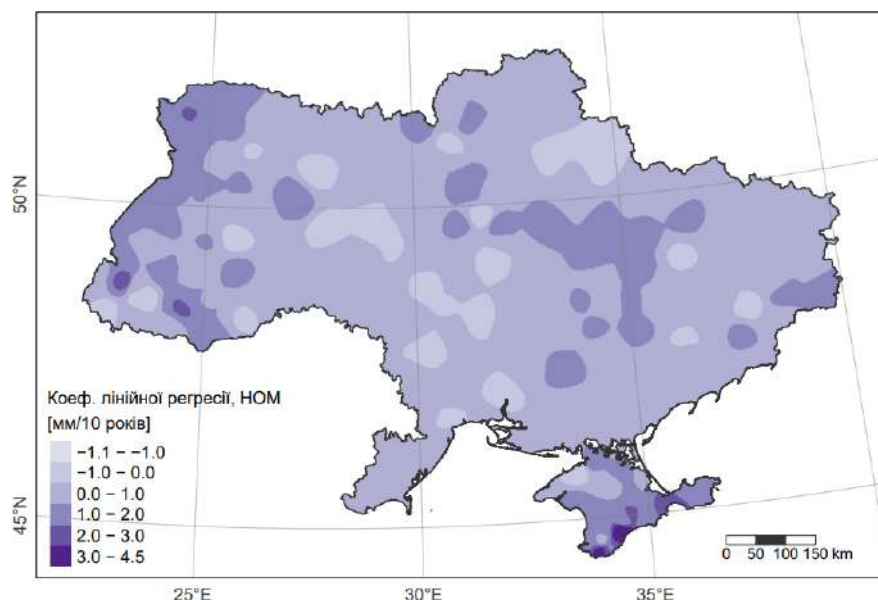 50°N
45°N
Коеф. лінійної регресії, HOM
[мм/10 років]
−1.1 − −1.0
−1.0 − 0.0
0.0 − 1.0
1.0 − 2.0
2.0 − 3.0
3.0 − 4.5
0 50 100 150 km
25°E 30°E 35°E